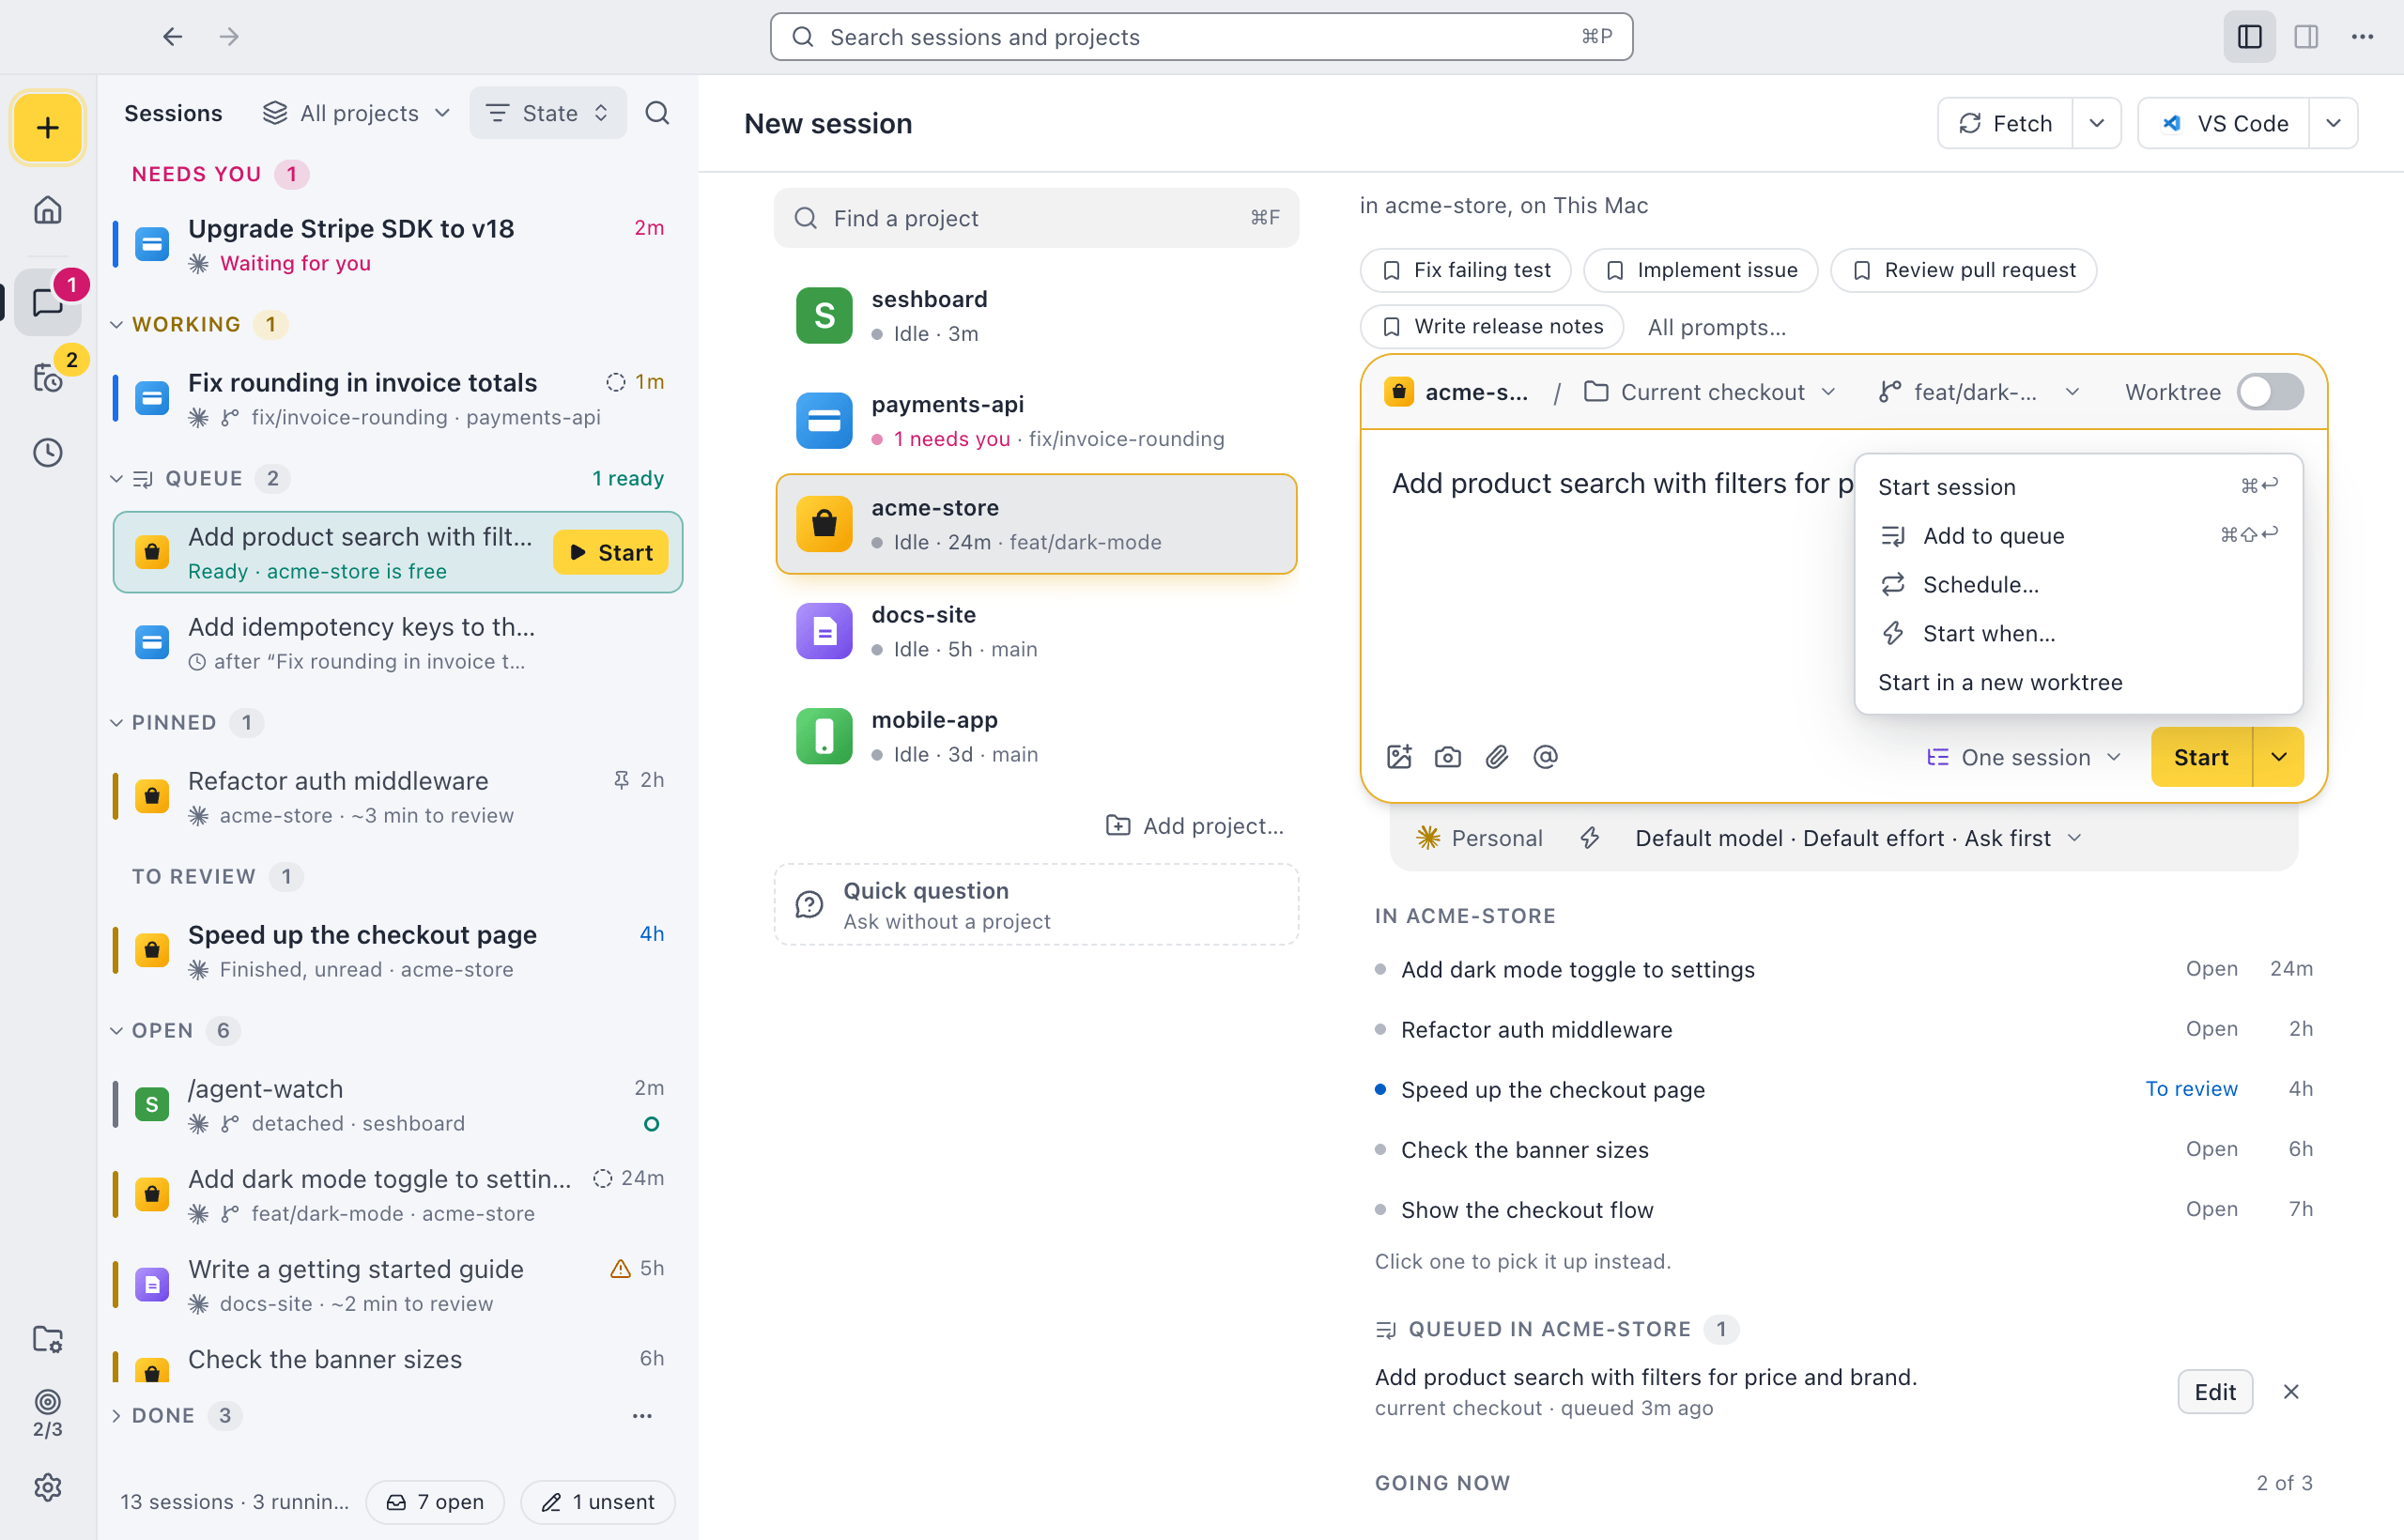 Search sessions and projects ⌘P
Sessions All projects State
NEEDS YOU 1
Upgrade Stripe SDK to v18 2m
Waiting for you
WORKING 1
Fix rounding in invoice totals 1m
fix/invoice-rounding · payments-api
QUEUE 2 1 ready
Add product search with filt... Start
Ready · acme-store is free
Add idempotency keys to th...
after “Fix rounding in invoice t...
PINNED 1
Refactor auth middleware 2h
acme-store · ~3 min to review
TO REVIEW 1
Speed up the checkout page 4h
Finished, unread · acme-store
OPEN 6
/agent-watch 2m
S
detached · seshboard
Add dark mode toggle to settin... 24m
feat/dark-mode · acme-store
Write a getting started guide 5h
docs-site · ~2 min to review
Check the banner sizes 6h
DONE 3
13 sessions · 3 runnin... 7 open 1 unsent
1
2
2/3
New session
Fetch VS Code
Find a project ⌘F
S
seshboard
Idle · 3m
payments-api
1 needs you · fix/invoice-rounding
acme-store
Idle · 24m · feat/dark-mode
docs-site
Idle · 5h · main
mobile-app
Idle · 3d · main
Add project...
Quick question
Ask without a project
in acme-store, on This Mac
Fix failing test Implement issue Review pull request
Write release notes All prompts...
acme-s... / Current checkout feat/dark-... Worktree
Add product search with filters for p
Start session ⌘↩
Add to queue ⌘⇧↩
Schedule...
Start when...
Start in a new worktree
One session Start
Personal Default model · Default effort · Ask first
IN ACME-STORE
Add dark mode toggle to settings Open 24m
Refactor auth middleware Open 2h
Speed up the checkout page To review 4h
Check the banner sizes Open 6h
Show the checkout flow Open 7h
Click one to pick it up instead.
QUEUED IN ACME-STORE 1
Add product search with filters for price and brand.
current checkout · queued 3m ago
Edit
GOING NOW 2 of 3